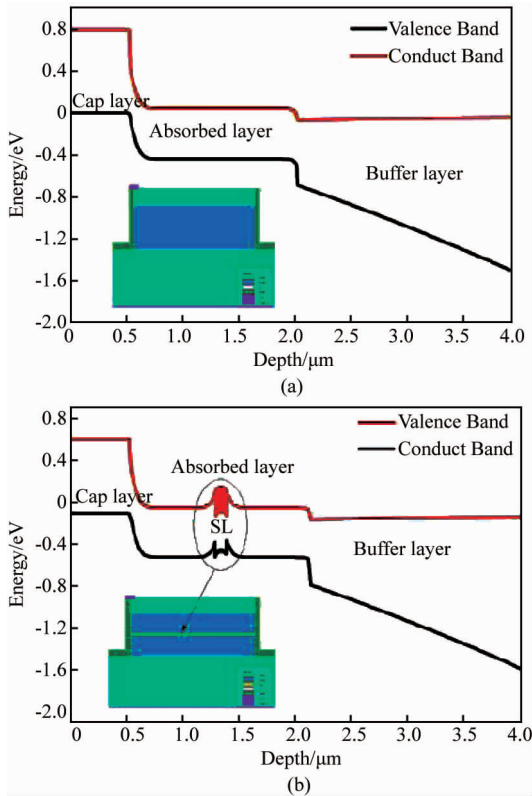 (a)
0.8
0
-0.4
-0.8
-1.2
-1.6
-2.0
Energy/eV
Valence Band
Conduct Band
Cap layer
Absorbed layer
Buffer layer
0 0.5 1.0 1.5 2.0 2.5 3.0 3.5 4.0
Depth/μm
(a)
0.8
0.4
0
-0.4
-0.8
-1.2
-1.6
-2.0
Energy/eV
Valence Band
Conduct Band
Absorbed layer
Cap layer
SL
Buffer layer
0 0.5 1.0 1.5 2.0 2.5 3.0 3.5 4.0
Depth/μm
(b)